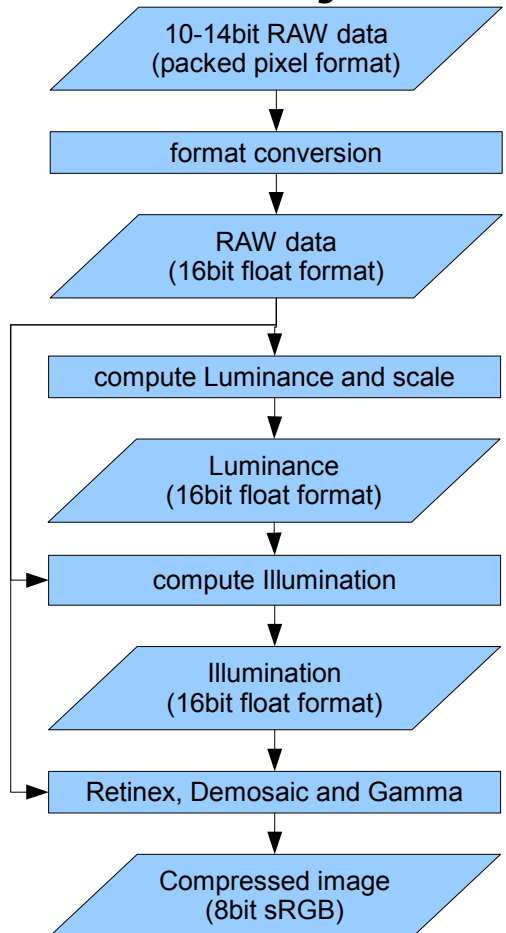 10-14bit RAW data
(packed pixel format)
format conversion
RAW data
(16bit float format)
compute Luminance and scale
Luminance
(16bit float format)
compute Illumination
Illumination
(16bit float format)
Retinex, Demosaic and Gamma
Compressed image
(8bit sRGB)